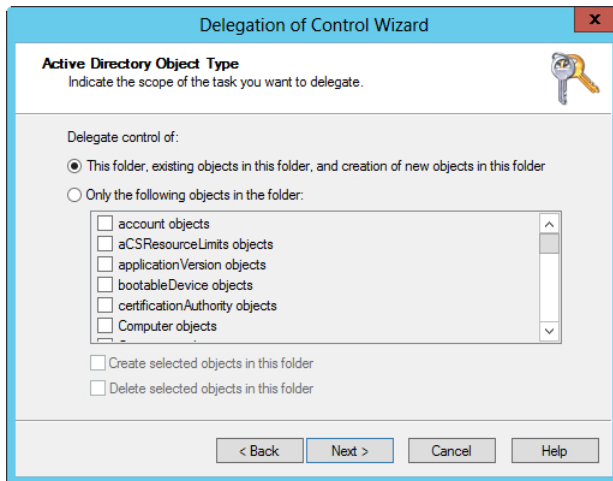 Delegation of Control Wizard
x
Active Directory Object Type
Indicate the scope of the task you want to delegate.
Delegate control of:
This folder, existing objects in this folder, and creation of new objects in this folder
Only the following objects in the folder:
account objects
aCSResourceLimits objects
applicationVersion objects
bootableDevice objects
certificationAuthority objects
Computer objects
Create selected objects in this folder
Delete selected objects in this folder
< Back Next > Cancel Help